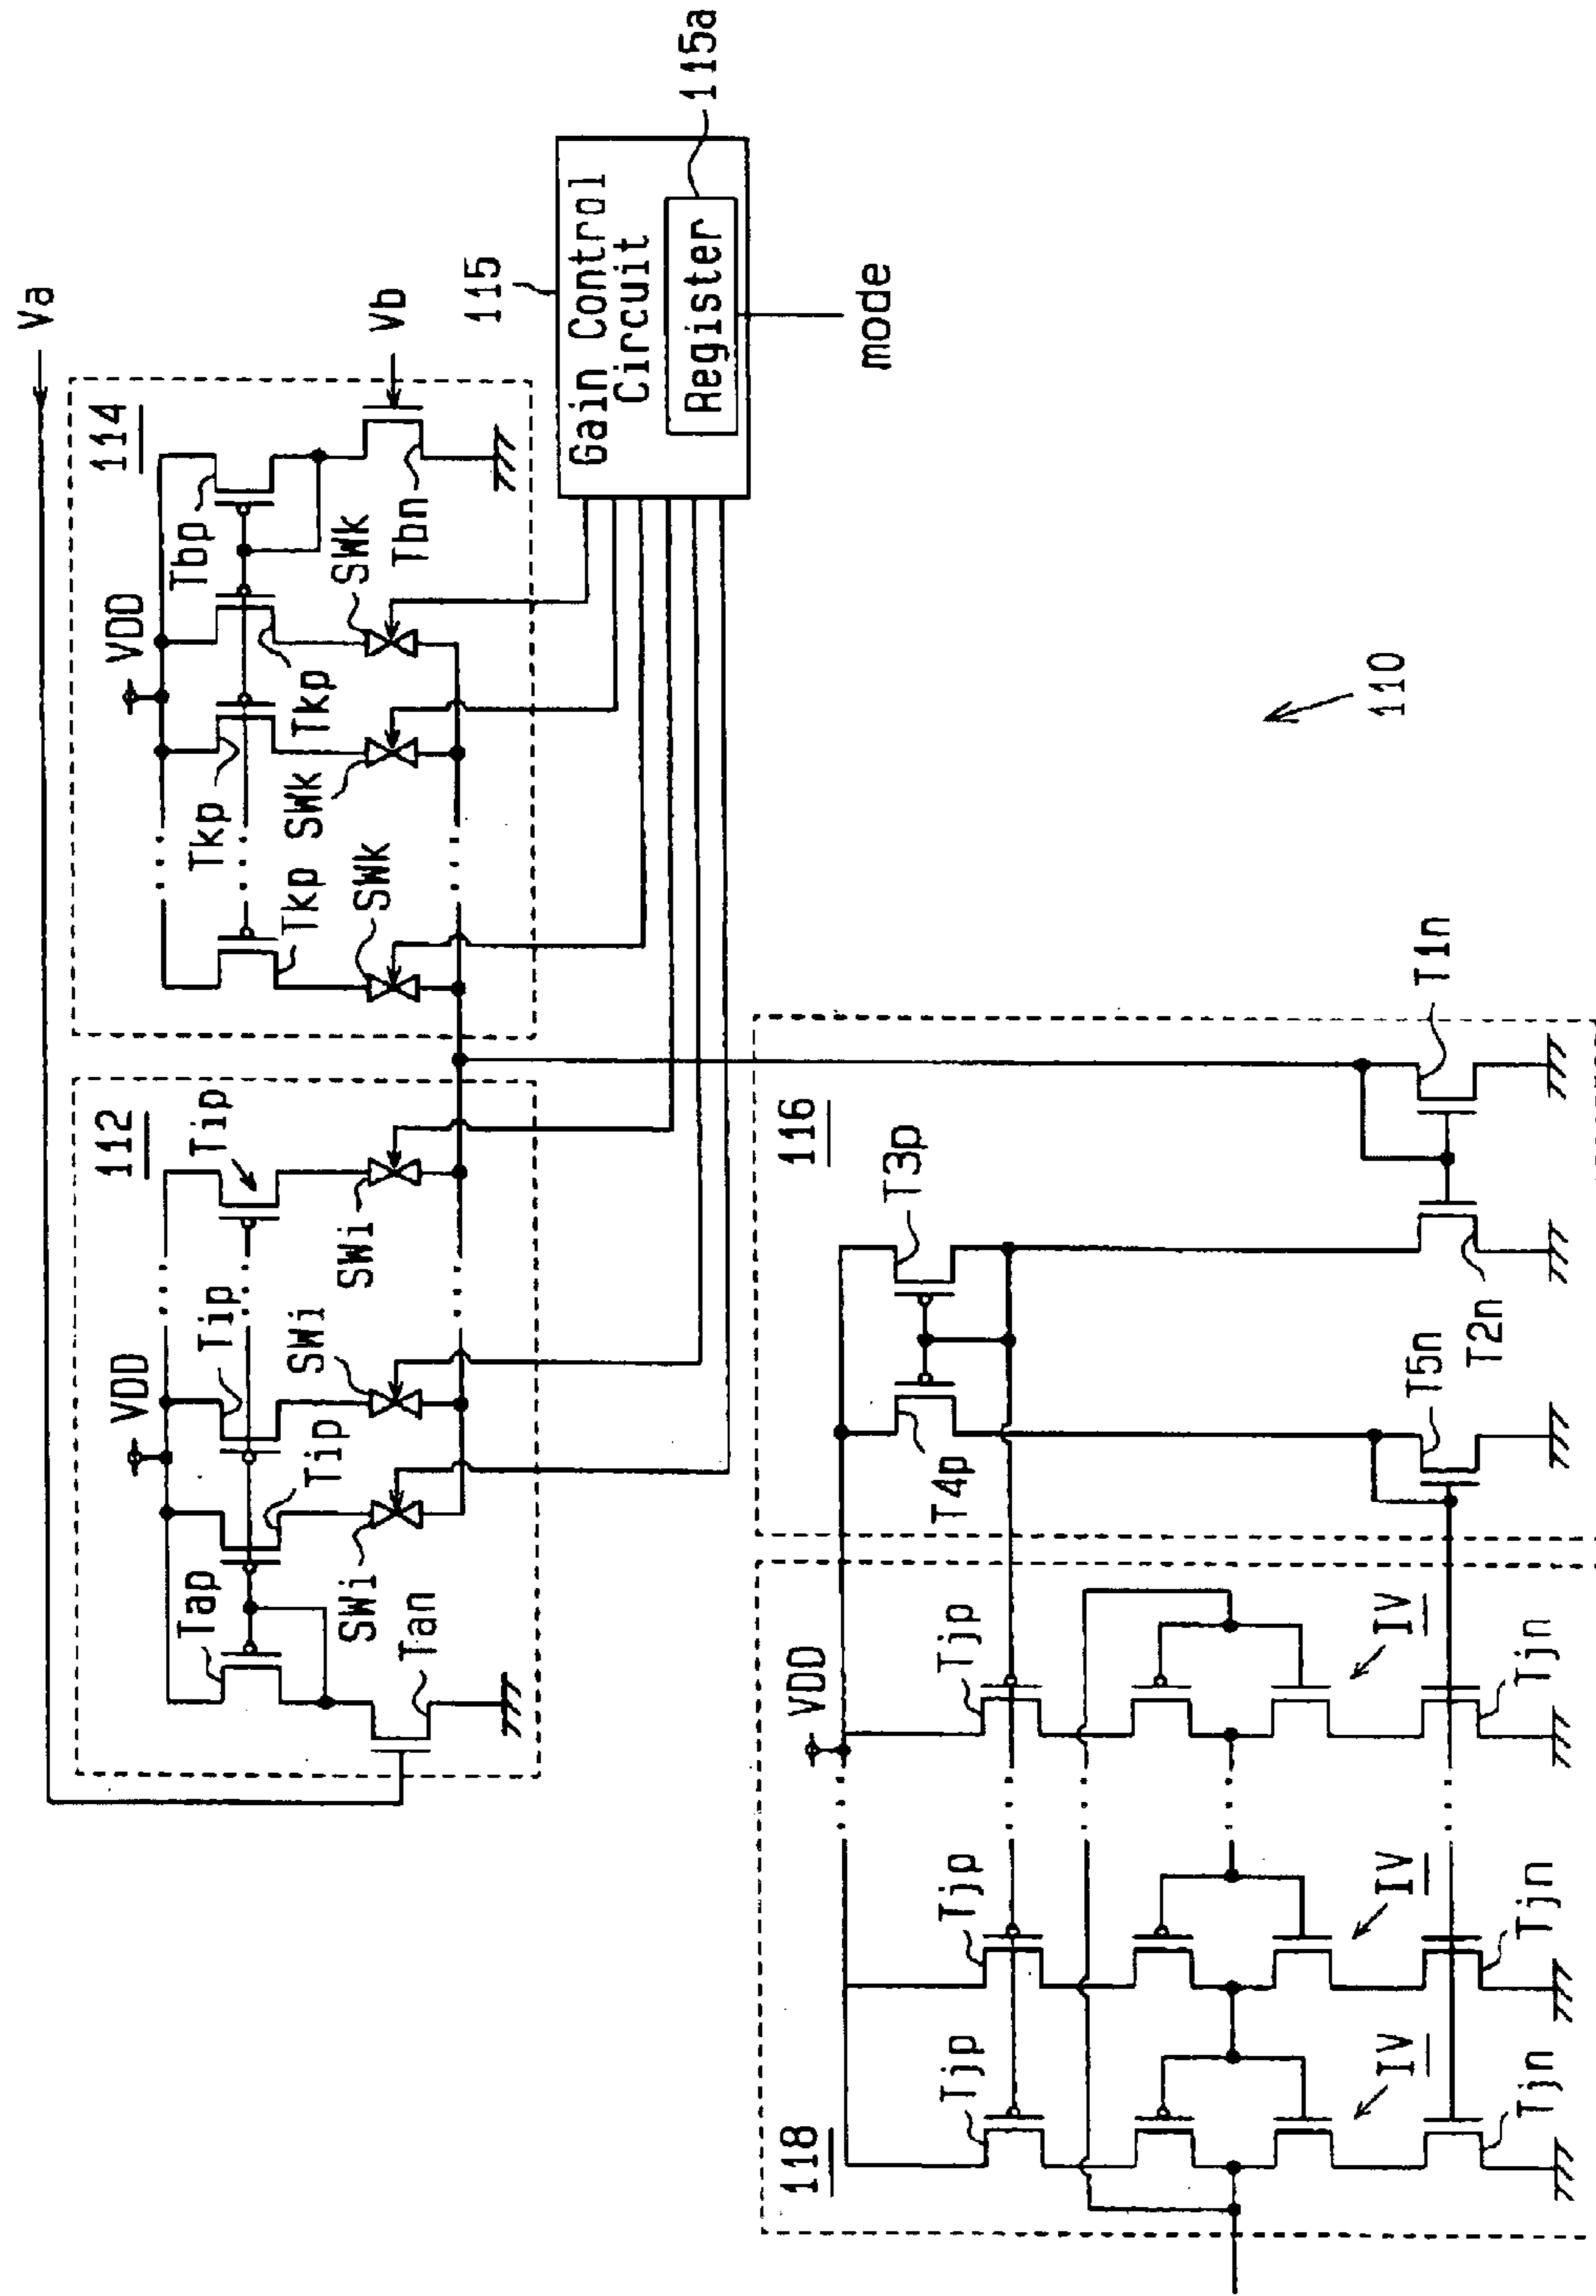 Va
112
VDD
Tap
Tip
Tip
Tip
SWi
SWi
SWi
Tan
114
VDD
Tbp
Tkp
Tkp
Tkp
SWk
SWk
SWk
Tbn
Vb
115
Gain Control
Circuit
Register
115a
mode
110
118
VDD
Tjp
Tjp
Tjp
IV
IV
IV
Tjn
Tjn
Tjn
116
T3p
T4p
T5n
T2n
T1n